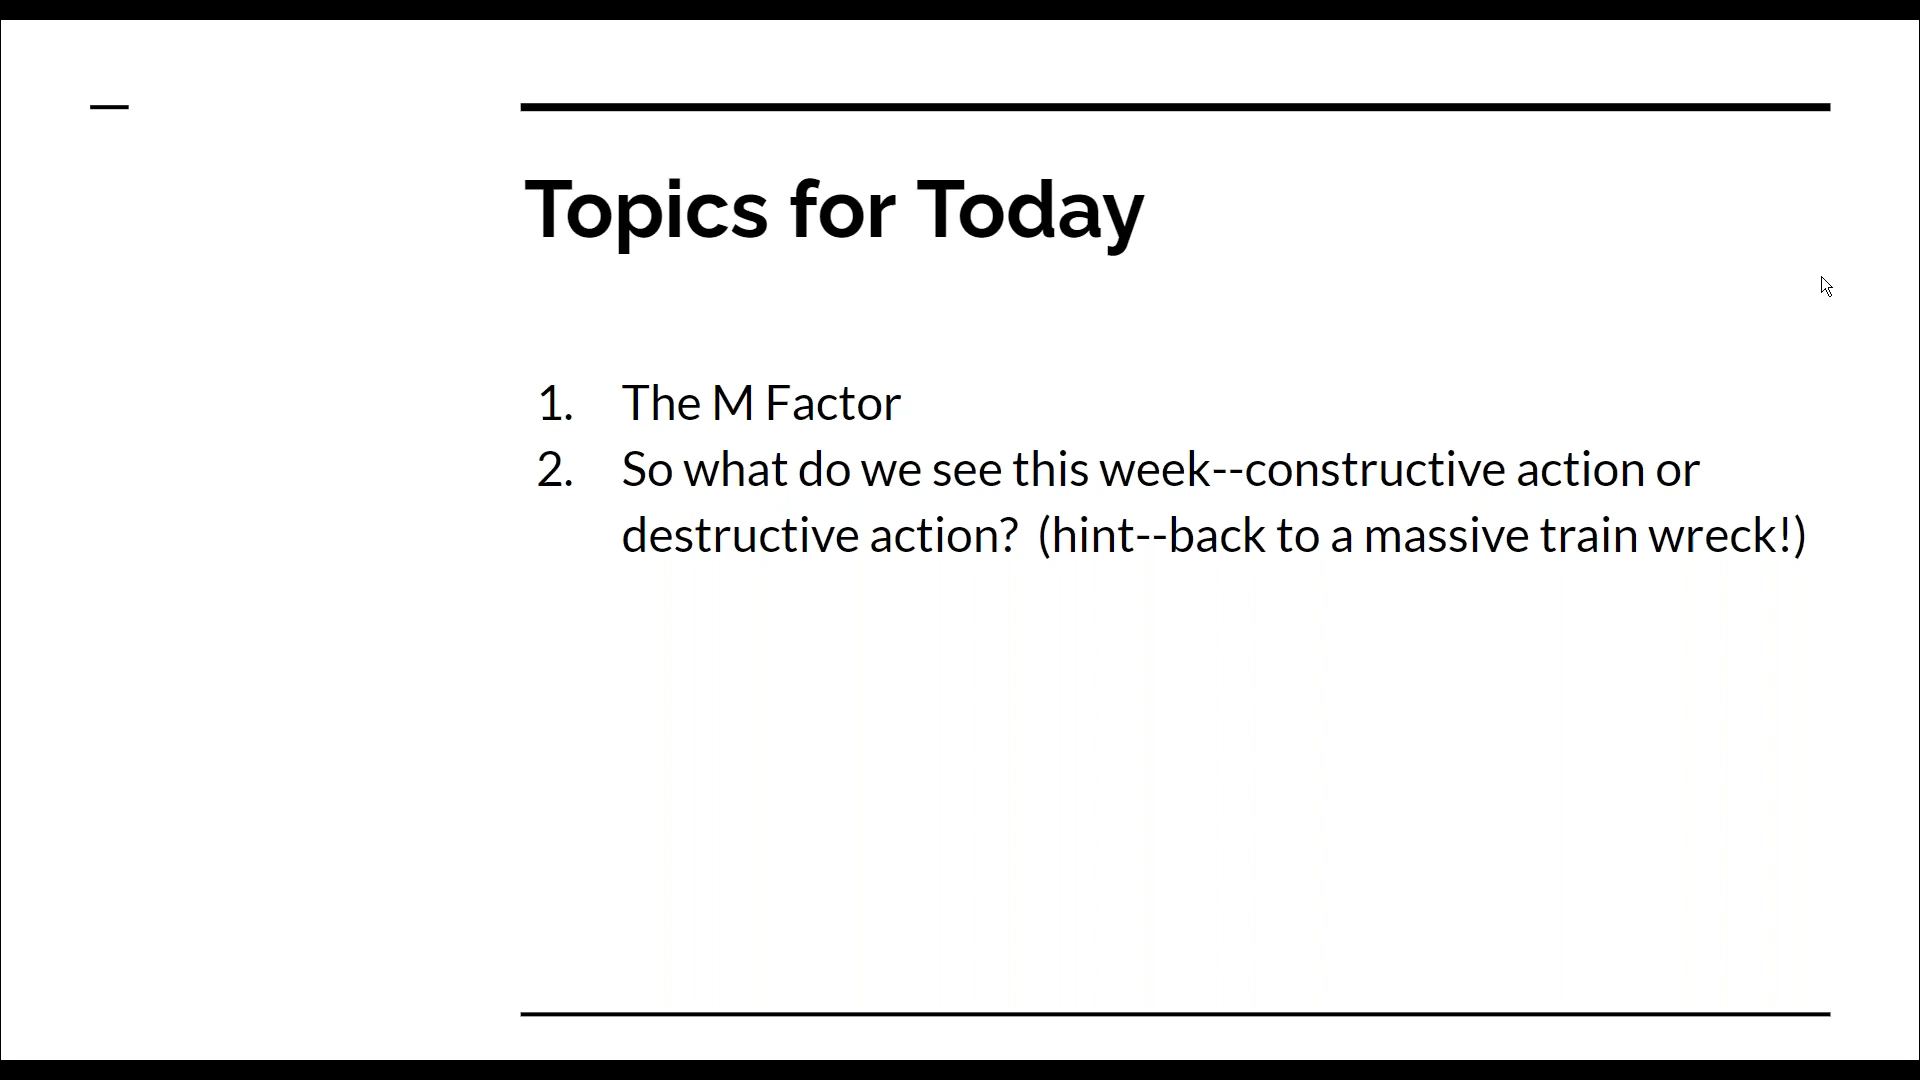 Topics for Today
1. The M Factor
2. So what do we see this week--constructive action or
destructive action?  (hint--back to a massive train wreck!)